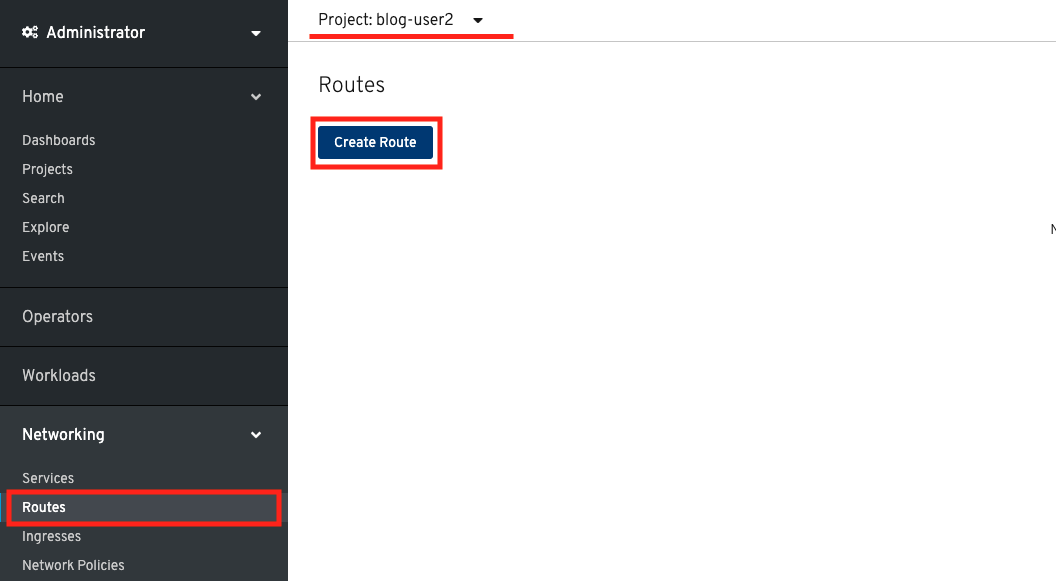 Administrator
Home
Dashboards
Projects
Search
Explore
Events
Operators
Workloads
Networking
Services
Routes
Ingresses
Network Policies
Project: blog-user2
Routes
Create Route
N